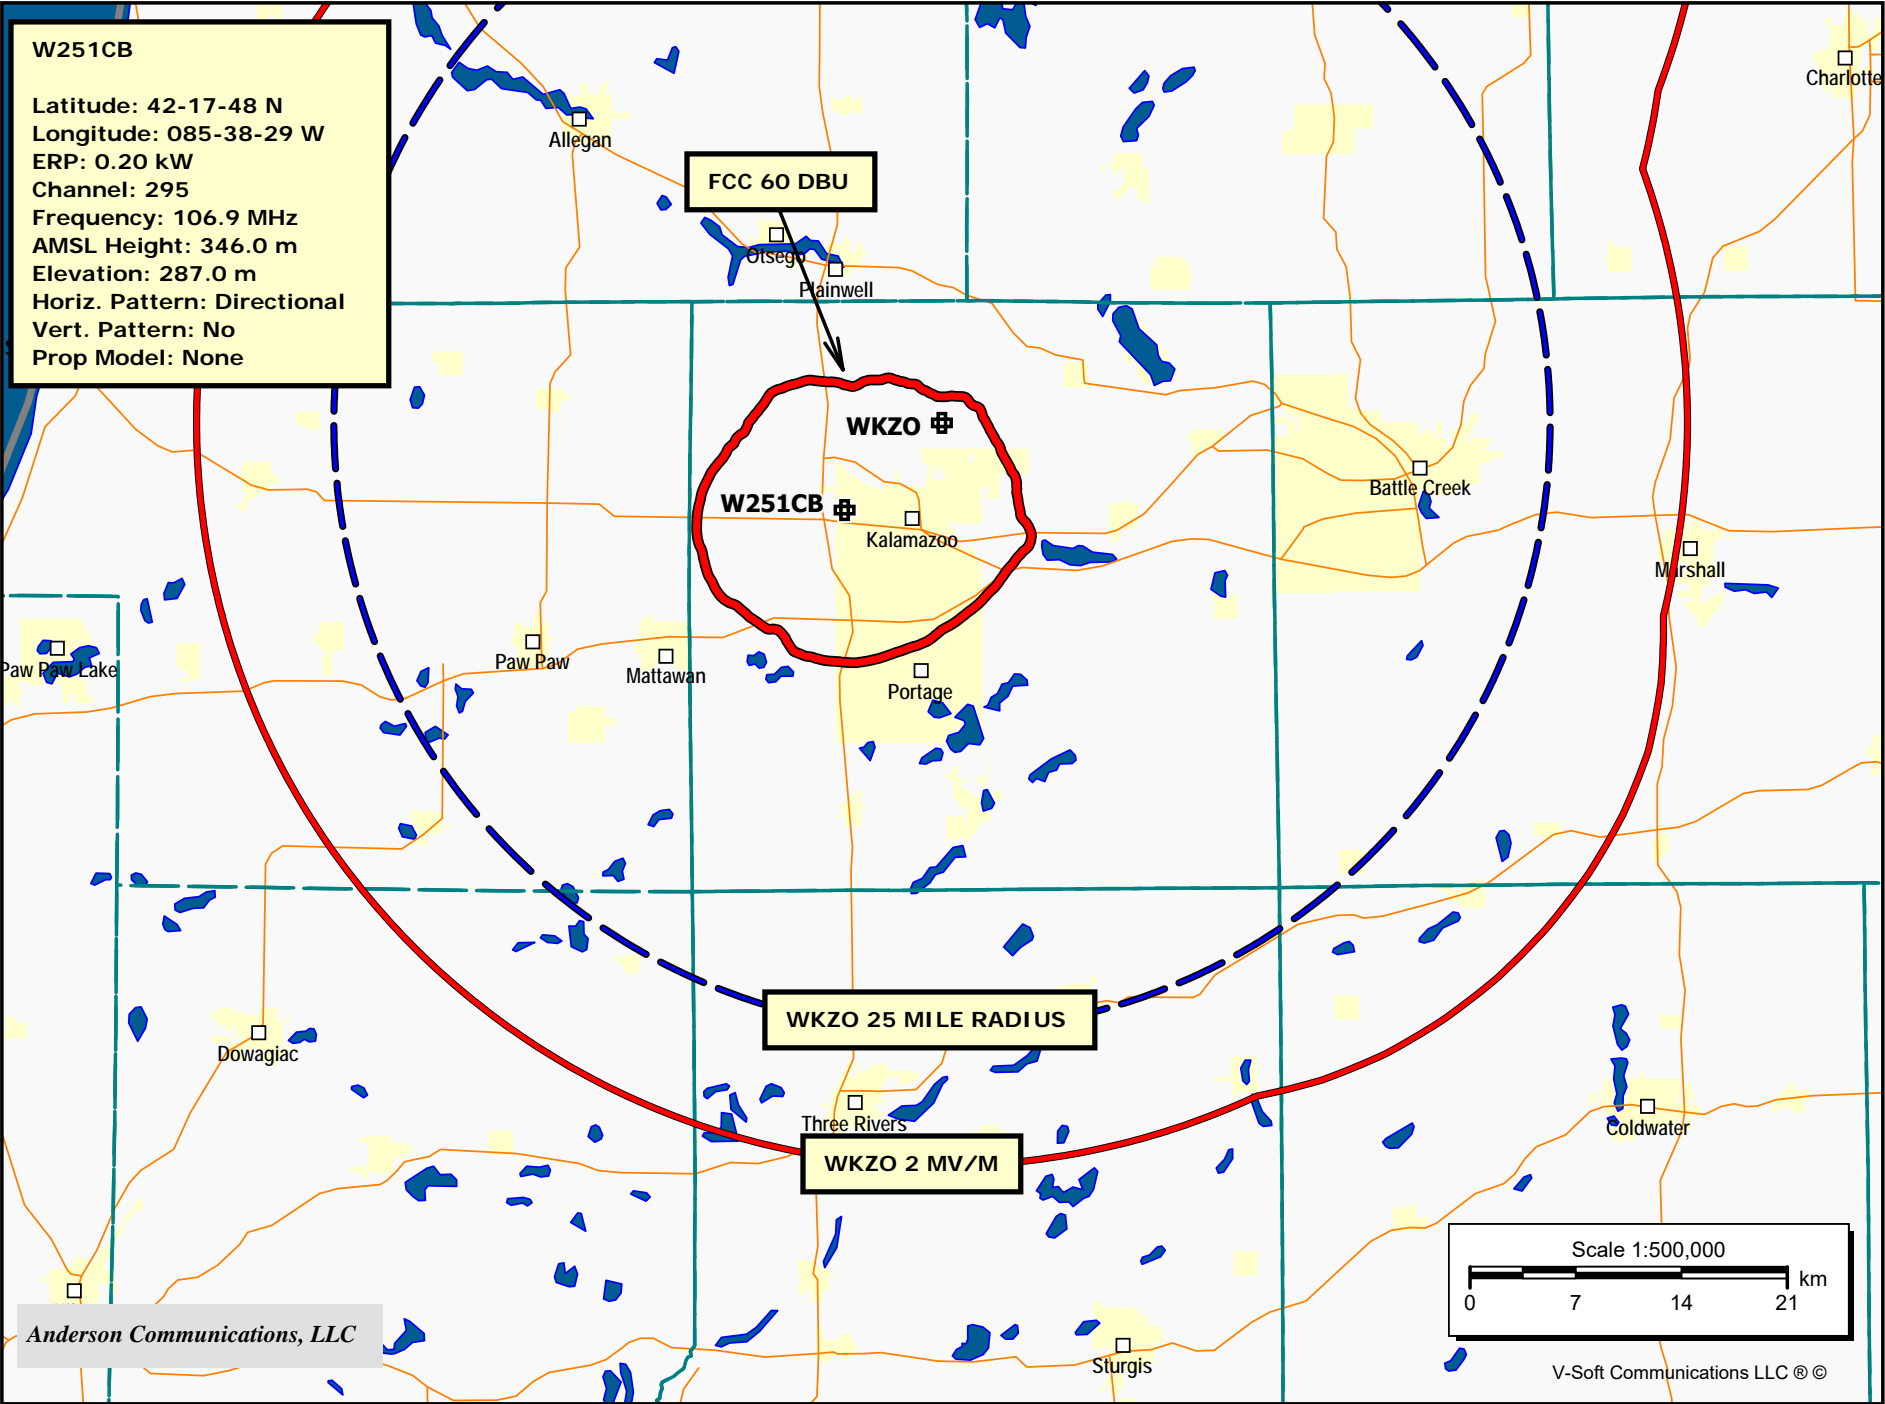 W251CB
Latitude: 42-17-48 N
Longitude: 085-38-29 W
ERP: 0.20 kW
Channel: 295
Frequency: 106.9 MHz
AMSL Height: 346.0 m
Elevation: 287.0 m
Horiz. Pattern: Directional
Vert. Pattern: No
Prop Model: None
Charlotte
Allegan
FCC 60 DBU
Otsego
Plainwell
WKZO
W251CB
Kalamazoo
Battle Creek
Marshall
Paw Paw Lake
Paw Paw
Mattawan
Portage
WKZO 25 MILE RADIUS
Dowagiac
Three Rivers
Coldwater
WKZO 2 MV/M
Scale 1:500,000
km
0 7 14 21
Anderson Communications, LLC
Sturgis
V-Soft Communications LLC ® ©